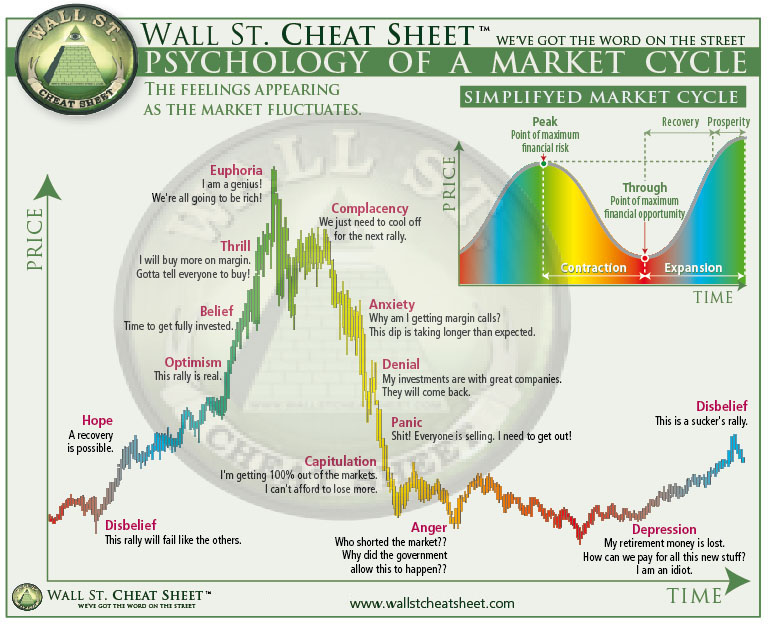 WALL ST.
CHEAT SHEET
WALL ST. CHEAT SHEET™ WE'VE GOT THE WORD ON THE STREET
PSYCHOLOGY OF A MARKET CYCLE
THE FEELINGS APPEARING
AS THE MARKET FLUCTUATES.
SIMPLIFYED MARKET CYCLE
Peak
Point of maximum
financial risk
Recovery
Prosperity
Through
Point of maximum
financial opportunity
Contraction
Expansion
PRICE
TIME
WALL ST.
CHEAT SHEET
PRICE
Euphoria
I am a genius!
We're all going to be rich!
Complacency
We just need to cool off
for the next rally.
Thrill
I will buy more on margin.
Gotta tell everyone to buy!
Belief
Time to get fully invested.
Anxiety
Why am I getting margin calls?
This dip is taking longer than expected.
Optimism
This rally is real.
Denial
My investments are with great companies.
They will come back.
Hope
A recovery
is possible.
Panic
Shit! Everyone is selling. I need to get out!
Disbelief
This is a sucker's rally.
Capitulation
I'm getting 100% out of the markets.
I can't afford to lose more.
Disbelief
This rally will fail like the others.
Anger
Who shorted the market??
Why did the government
allow this to happen??
Depression
My retirement money is lost.
How can we pay for all this new stuff?
I am an idiot.
TIME
WALL ST. CHEAT SHEET™
WE'VE GOT THE WORD ON THE STREET
www.wallstcheatsheet.com